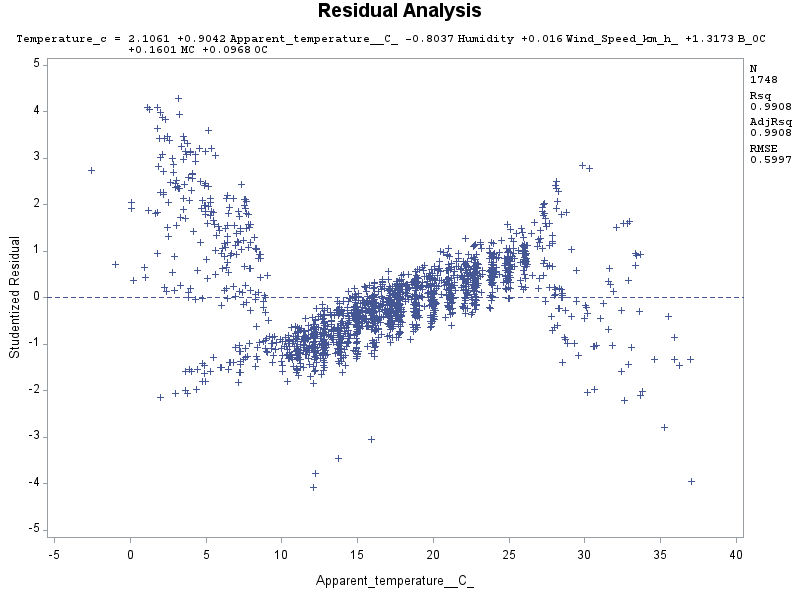 Residual Analysis
Temperature_c = 2.1061 +0.9042 Apparent_temperature__C_ -0.8037 Humidity +0.016 Wind_Speed_km_h_ +1.3173 B_OC
+0.1601 MC +0.0968 OC
N
1748
Rsq
0.9908
AdjRsq
0.9908
RMSE
0.5997
5
4
3
2
1
0
-1
-2
-3
-4
-5
Studentized Residual
-5 0 5 10 15 20 25 30 35 40
Apparent_temperature__C_